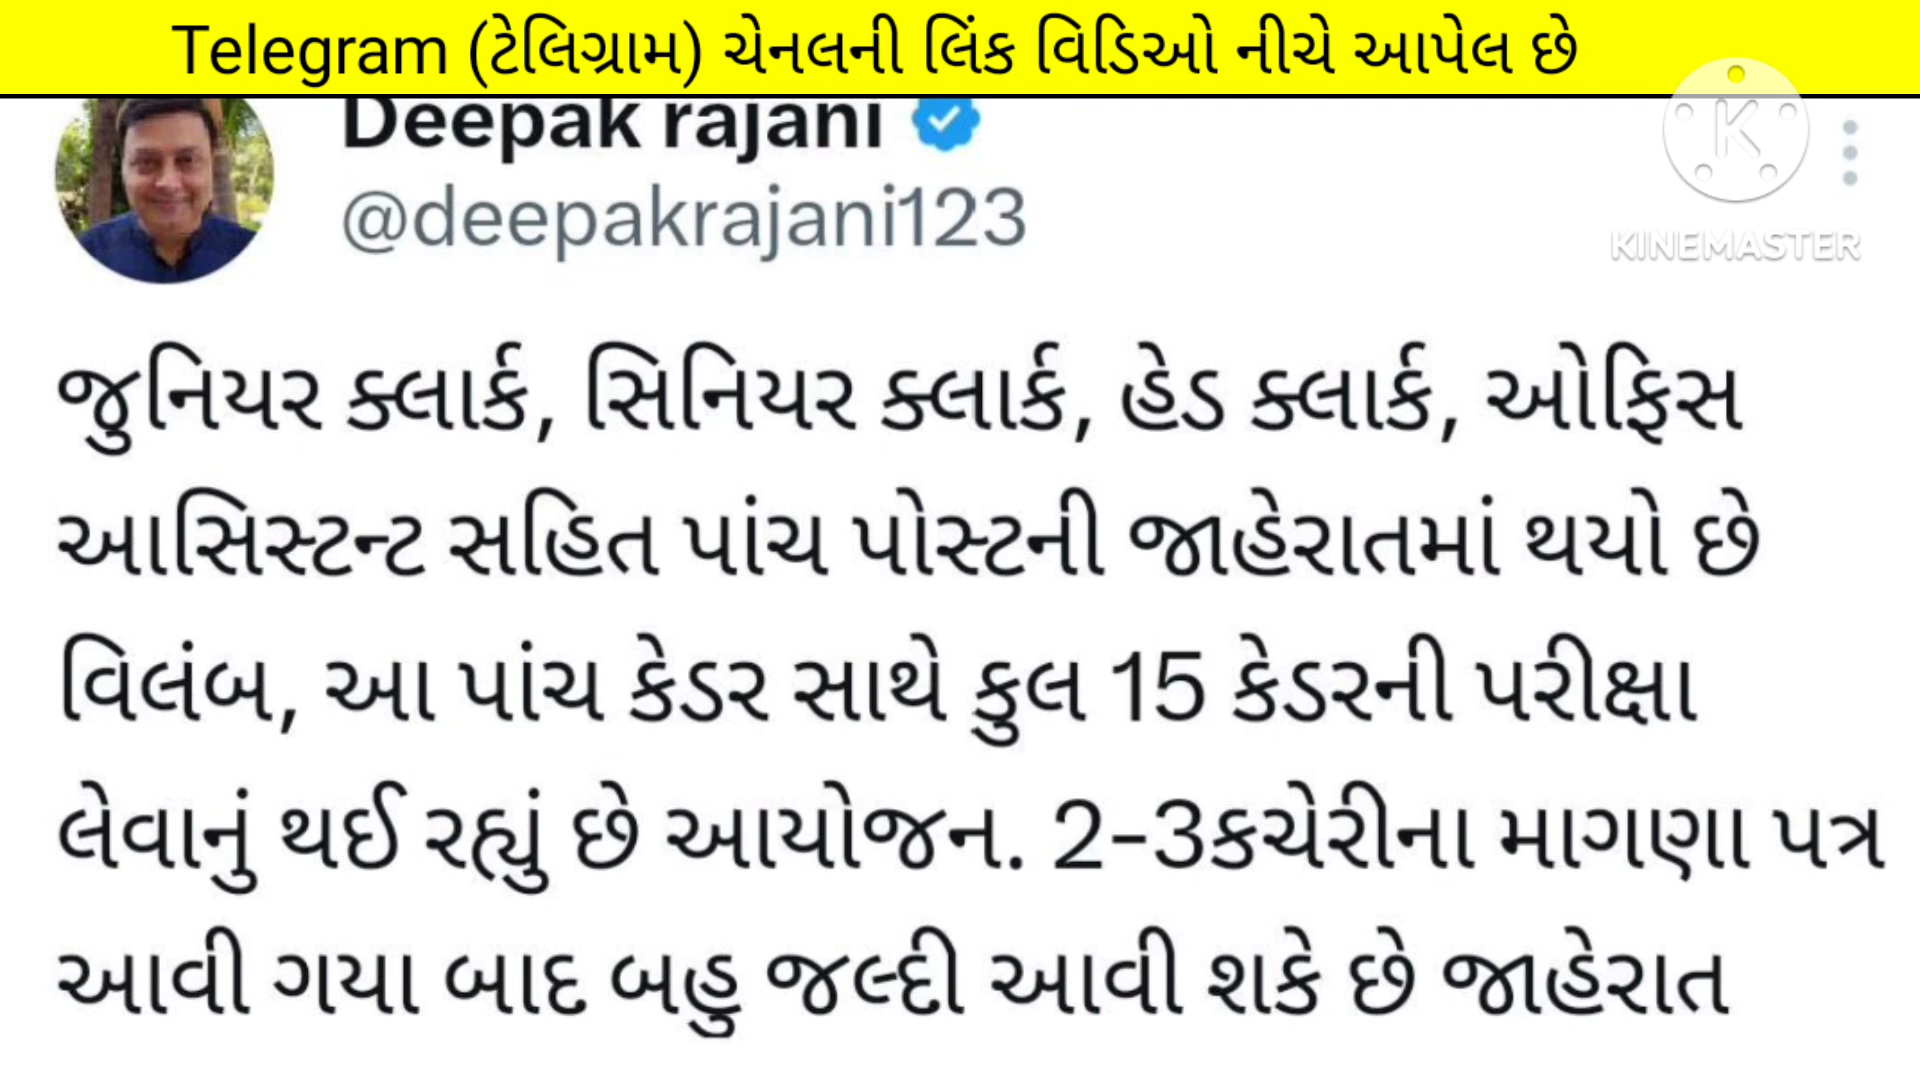 Telegram (ટેલિગ્રામ) ચેનલની લિંક વિડિઓ નીચે આપેલ છે
Deepak rajani
@deepakrajani123
K
KINEMASTER
જુનિયર ક્લાર્ક, સિનિયર ક્લાર્ક, હેડ ક્લાર્ક, ઓફિસ
આસિસ્ટન્ટ સહિત પાંચ પોસ્ટની જાહેરાતમાં થયો છે
વિલંબ, આ પાંચ કેડર સાથે કુલ 15 કેડરની પરીક્ષા
લેવાનું થઈ રહ્યું છે આયોજન. 2-3કચેરીના માગણા પત્ર
આવી ગયા બાદ બહુ જલ્દી આવી શકે છે જાહેરાત